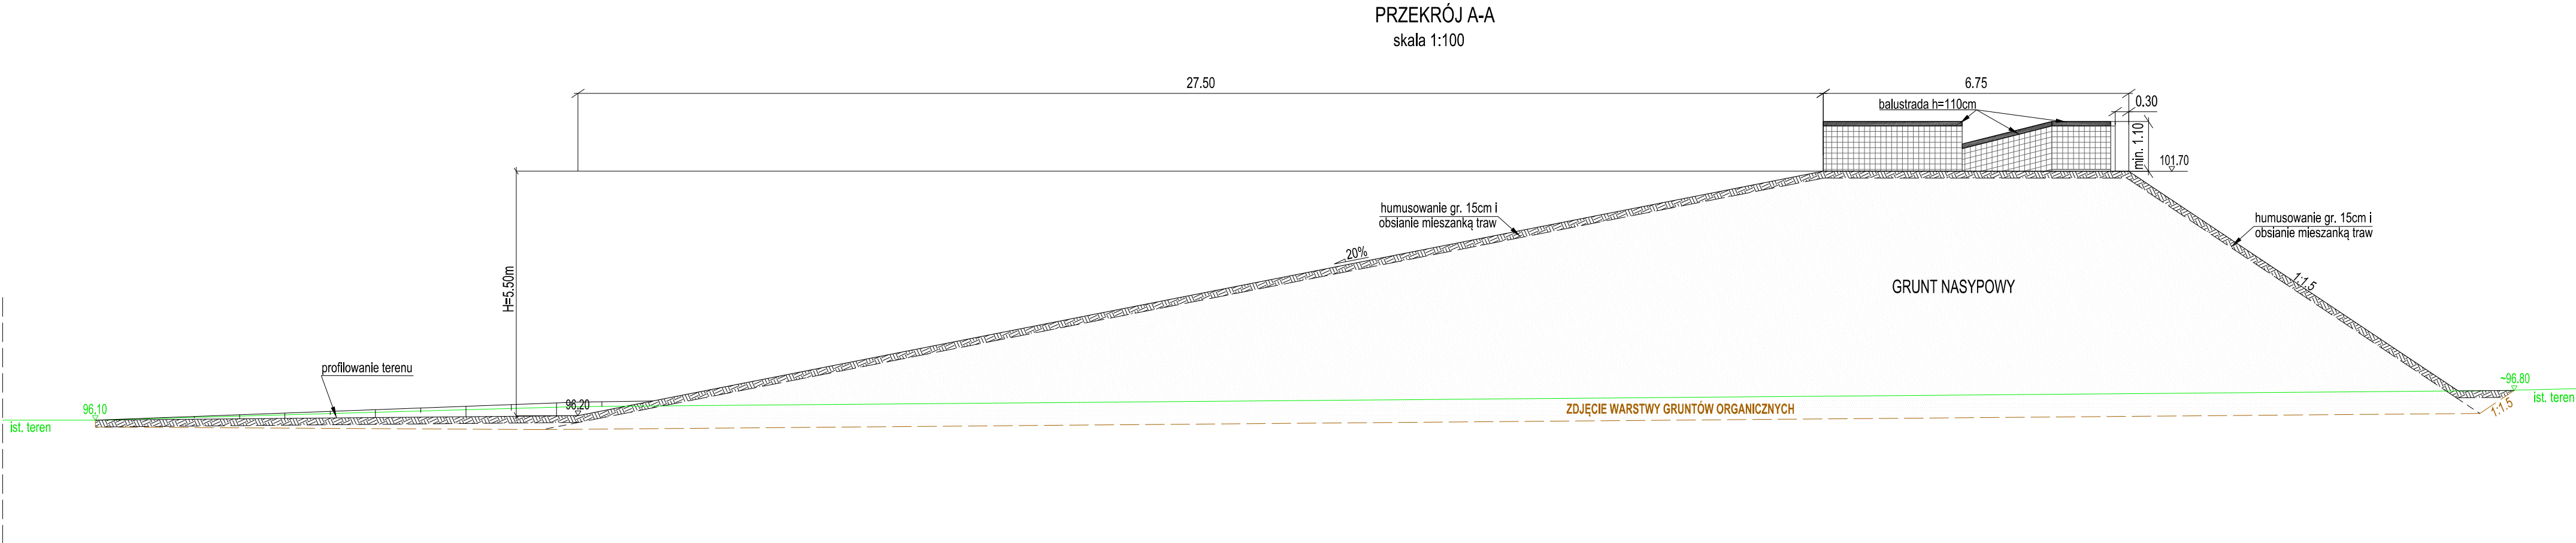 PRZEKRÓJ A-A
skala 1:100
27.50
6.75
0.30
balustrada h=110cm
min. 1.10
101.70
humusowanie gr. 15cm i
obsianie mieszanką traw
humusowanie gr. 15cm i
obsianie mieszanką traw
20%
H=5.50m
1:1.5
GRUNT NASYPOWY
profilowanie terenu
~96.80
ist. teren
96.10
ist. teren
96.20
ZDJĘCIE WARSTWY GRUNTÓW ORGANICZNYCH
1:1.5